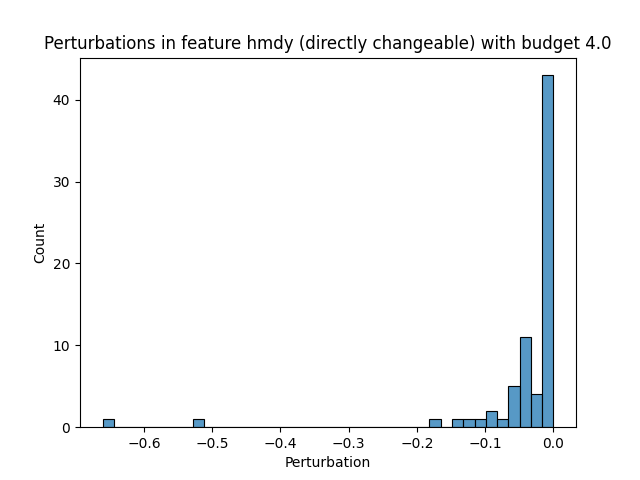 Perturbations in feature hmdy (directly changeable) with budget 4.0
40
30
20
10
0
Count
−0.6 −0.5 −0.4 −0.3 −0.2 −0.1 0.0
Perturbation